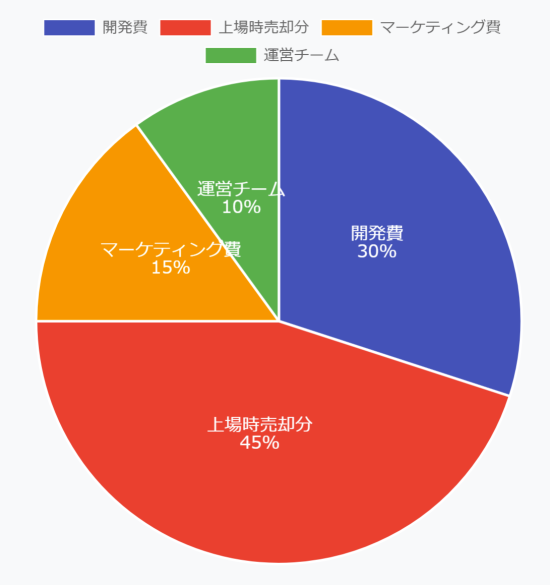 開発費 上場時売却分 マーケティング費
運営チーム
運営チーム
10%
開発費
30%
マーケティング費
15%
上場時売却分
45%